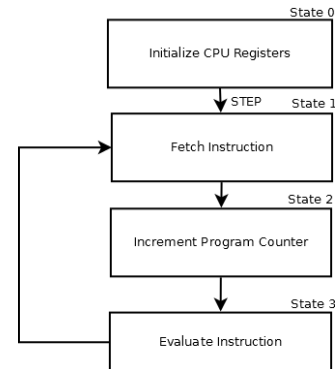 State 0
Initialize CPU Registers
STEP
State 1
Fetch Instruction
State 2
Increment Program Counter
State 3
Evaluate Instruction